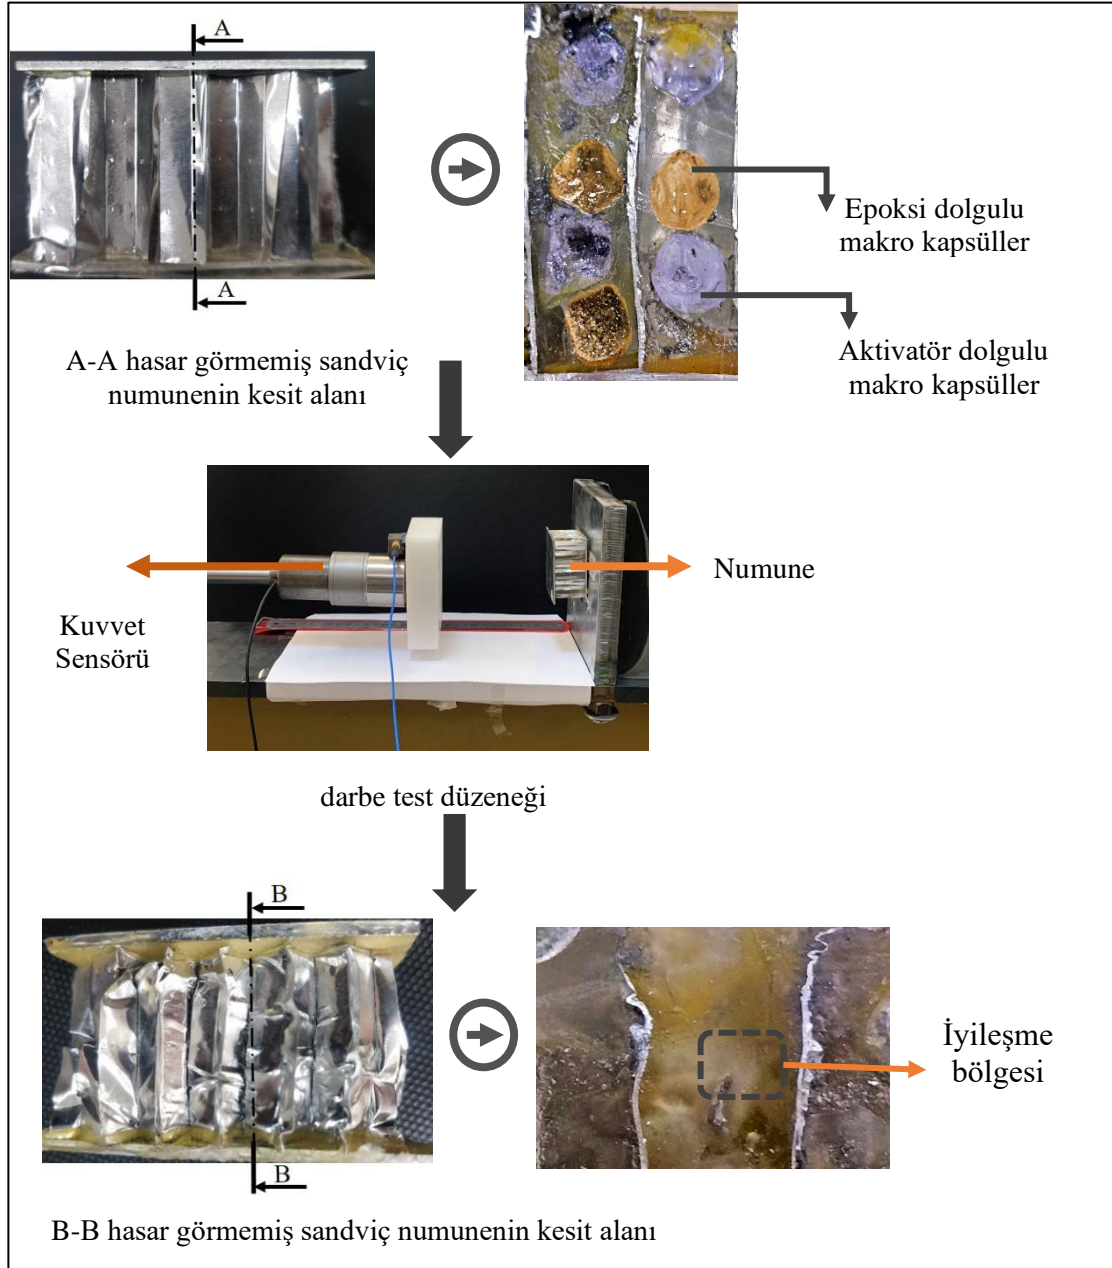 A
A
Epoksi dolgulu
makro kapsüller
Aktivatör dolgulu
makro kapsüller
A-A hasar görmemiş sandviç
numunenin kesit alanı
Numune
Kuvvet
Sensörü
darbe test düzeneği
B
B
İyileşme
bölgesi
B-B hasar görmemiş sandviç numunenin kesit alanı